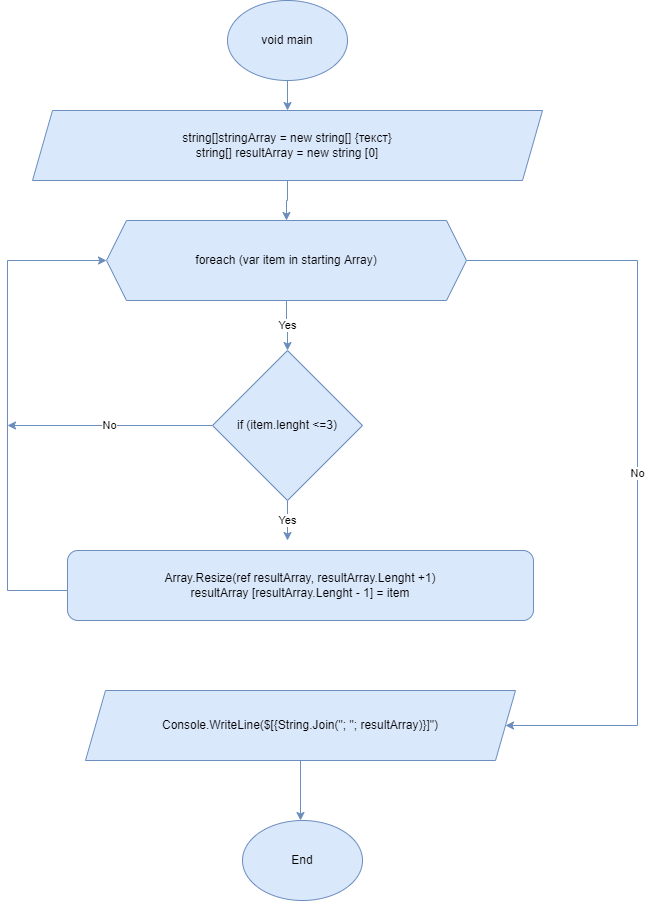 void main
string[]stringArray = new string[] {текст}
string[] resultArray = new string [0]
foreach (var item in starting Array)
Yes
if (item.lenght <=3)
No
No
Yes
Array.Resize(ref resultArray, resultArray.Lenght +1)
resultArray [resultArray.Lenght - 1] = item
Console.WriteLine($[{String.Join("; "; resultArray)}]")
End